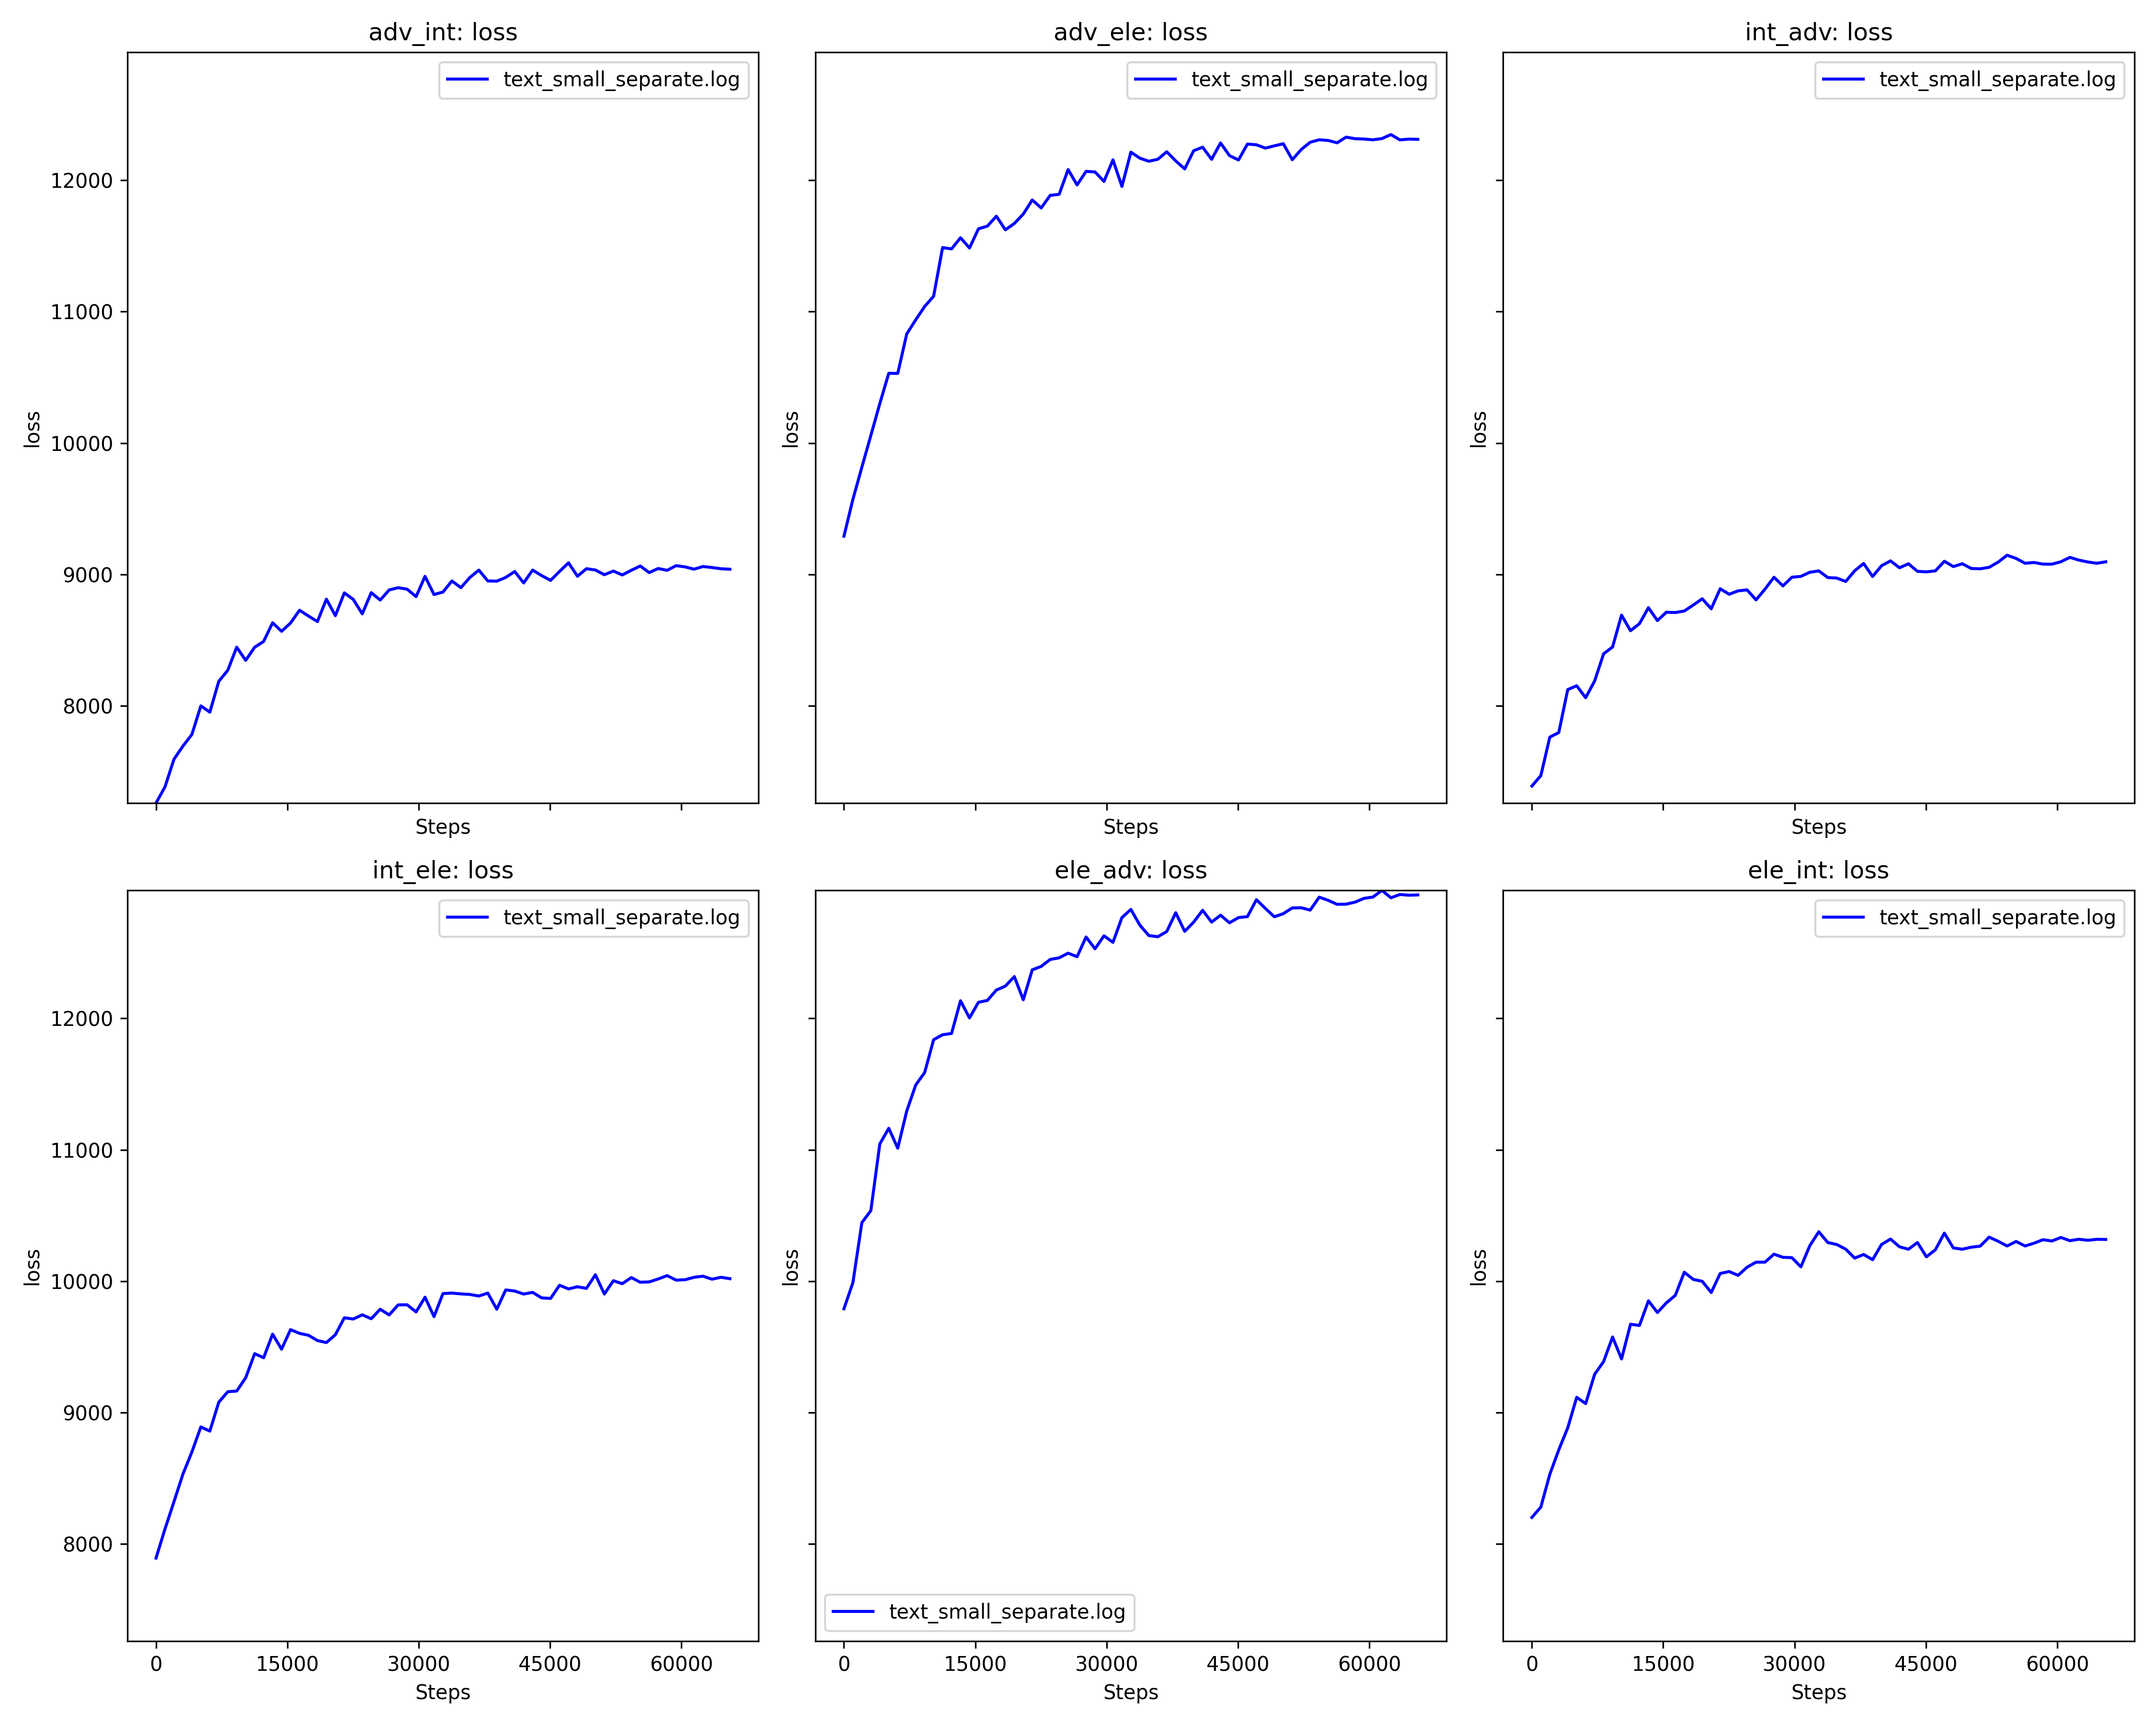 adv_int: loss
text_small_separate.log
12000
11000
10000
9000
8000
loss
Steps
adv_ele: loss
text_small_separate.log
loss
Steps
int_adv: loss
text_small_separate.log
loss
Steps
int_ele: loss
text_small_separate.log
12000
11000
10000
9000
8000
loss
0 15000 30000 45000 60000
Steps
ele_adv: loss
text_small_separate.log
loss
0 15000 30000 45000 60000
Steps
ele_int: loss
text_small_separate.log
loss
0 15000 30000 45000 60000
Steps